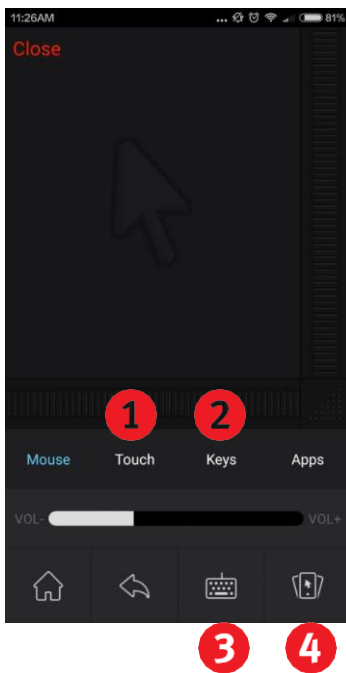 11:26AM ... 81%
Close
1 2
Mouse Touch Keys Apps
VOL- VOL+
3 4